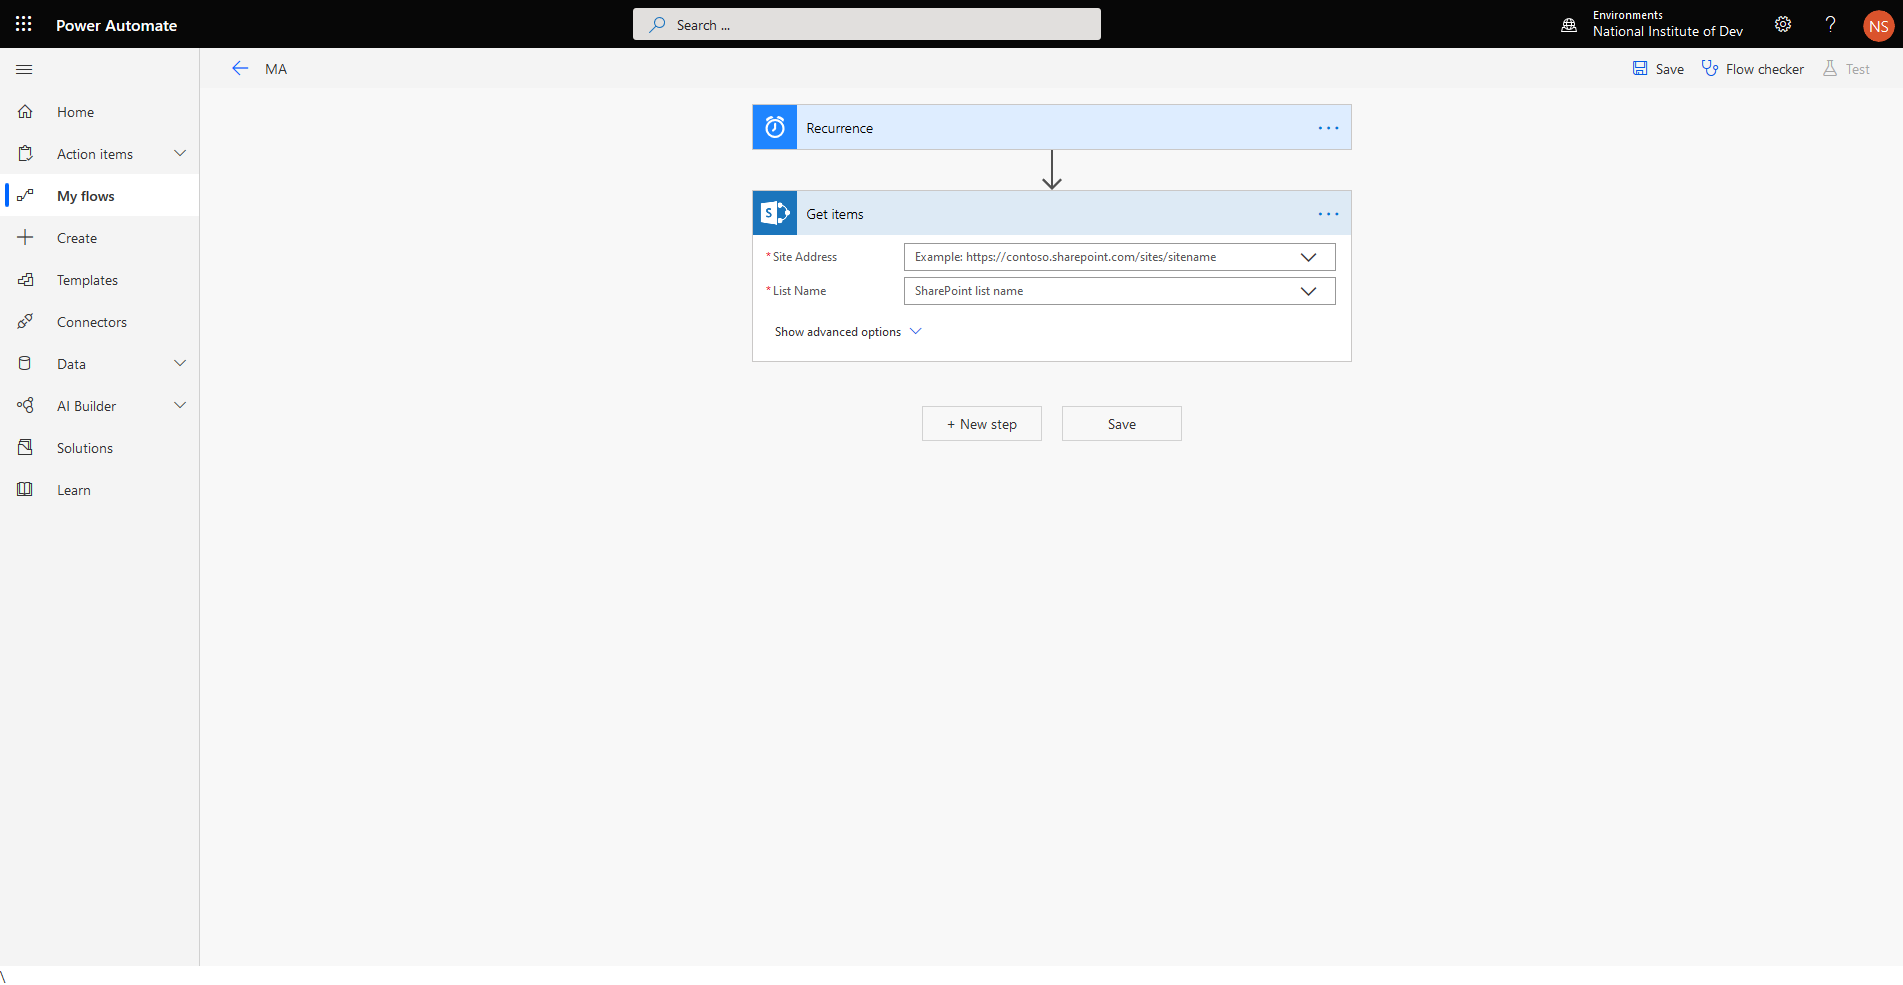 Power Automate
Search ...
Environments
National Institute of Dev
?
NS
MA
Save
Flow checker
Test
Home
Action items
My flows
Create
Templates
Connectors
Data
AI Builder
Solutions
Learn
Recurrence
...
S
Get items
...
* Site Address
Example: https://contoso.sharepoint.com/sites/sitename
* List Name
SharePoint list name
Show advanced options
+ New step
Save
\